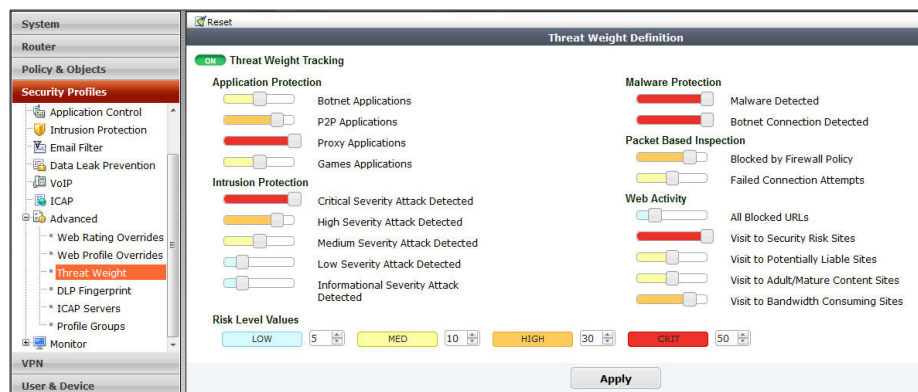 System
Router
Policy & Objects
Security Profiles
Application Control
Intrusion Protection
Email Filter
Data Leak Prevention
VoIP
ICAP
Advanced
Web Rating Overrides
Web Profile Overrides
Threat Weight
DLP Fingerprint
ICAP Servers
Profile Groups
Monitor
VPN
User & Device
Reset
Threat Weight Definition
ON Threat Weight Tracking
Application Protection
Botnet Applications
P2P Applications
Proxy Applications
Games Applications
Intrusion Protection
Critical Severity Attack Detected
High Severity Attack Detected
Medium Severity Attack Detected
Low Severity Attack Detected
Informational Severity Attack
Detected
Malware Protection
Malware Detected
Botnet Connection Detected
Packet Based Inspection
Blocked by Firewall Policy
Failed Connection Attempts
Web Activity
All Blocked URLs
Visit to Security Risk Sites
Visit to Potentially Liable Sites
Visit to Adult/Mature Content Sites
Visit to Bandwidth Consuming Sites
Risk Level Values
LOW 5 MED 10 HIGH 30 CRIT 50
Apply